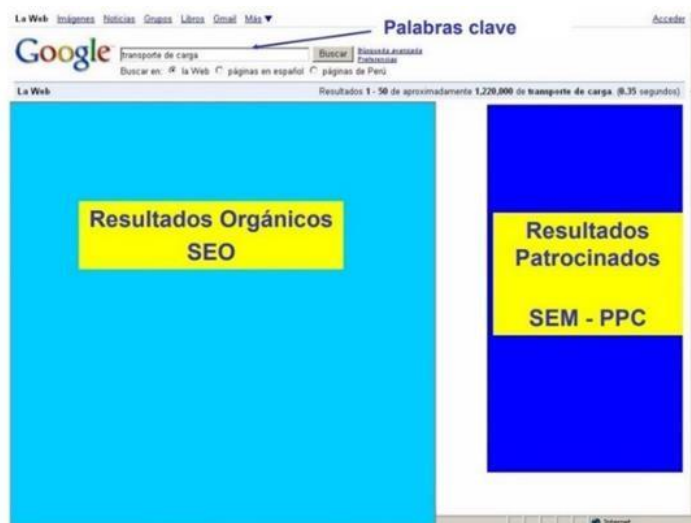 La Web Imágenes Noticias Grupos Libros Gmail Más ▼
Acceder
Palabras clave
Google
transporte de carga
Buscar
Búsqueda avanzada
Preferencias
Buscar en: la Web páginas en español páginas de Perú
La Web
Resultados 1 - 50 de aproximadamente 1,220,000 de transporte de carga. (0.35 segundos)
Resultados Orgánicos
SEO
Resultados
Patrocinados
SEM - PPC
Internet